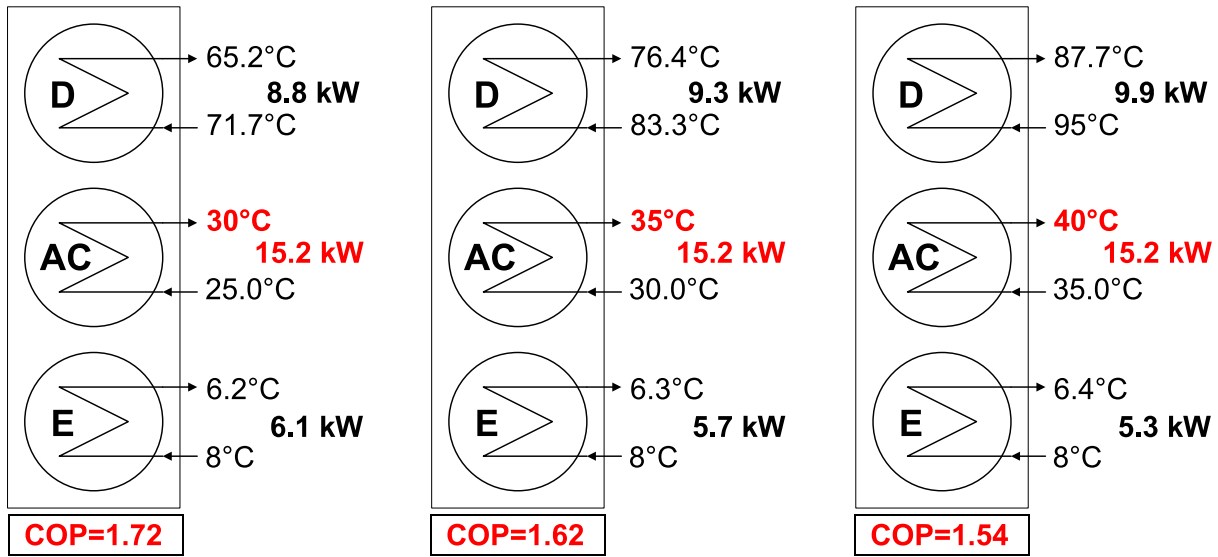 65.2°C
D
8.8 kW
71.7°C
30°C
AC
15.2 kW
25.0°C
6.2°C
E
6.1 kW
8°C
COP=1.72
76.4°C
D
9.3 kW
83.3°C
35°C
AC
15.2 kW
30.0°C
6.3°C
E
5.7 kW
8°C
COP=1.62
87.7°C
D
9.9 kW
95°C
40°C
AC
15.2 kW
35.0°C
6.4°C
E
5.3 kW
8°C
COP=1.54